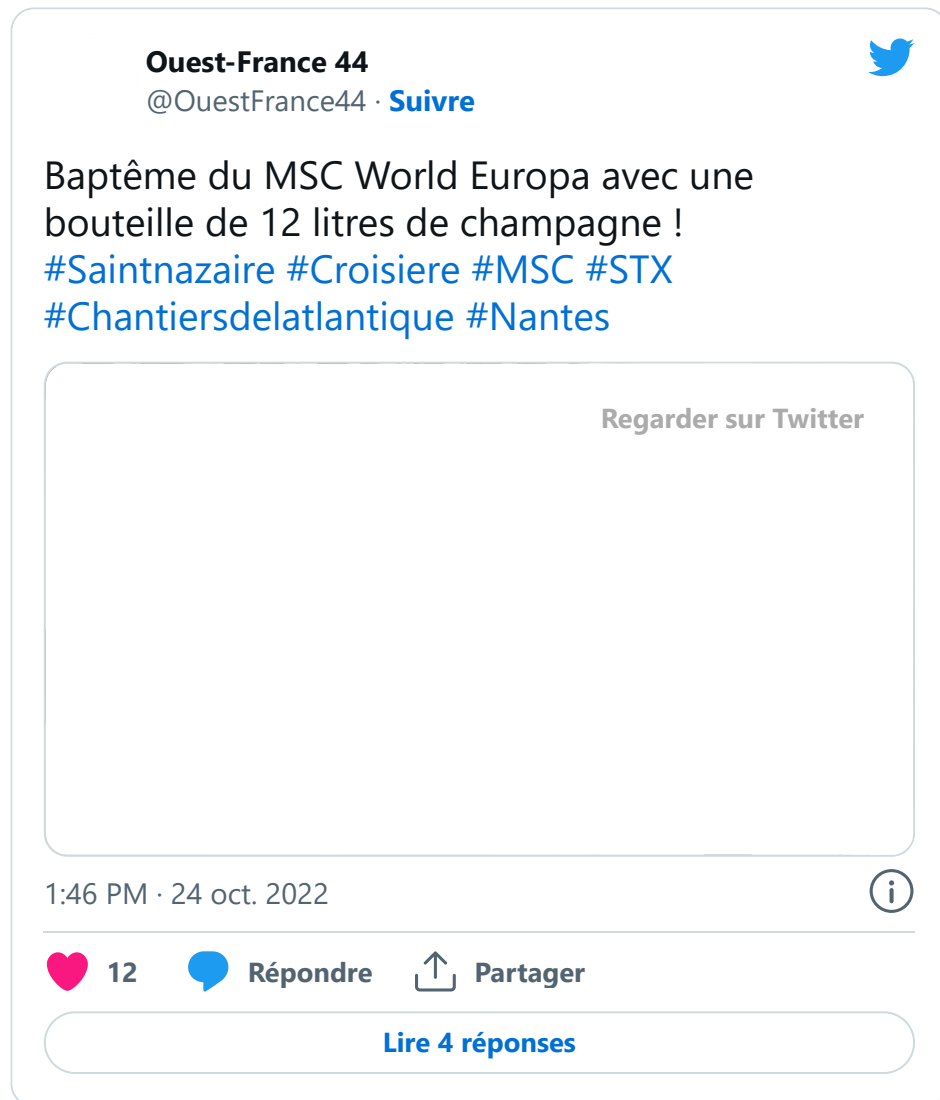 Ouest-France 44
@OuestFrance44 · Suivre
Baptême du MSC World Europa avec une
bouteille de 12 litres de champagne !
#Saintnazaire #Croisiere #MSC #STX
#Chantiersdelatlantique #Nantes
Regarder sur Twitter
1:46 PM · 24 oct. 2022
12 Répondre Partager
Lire 4 réponses